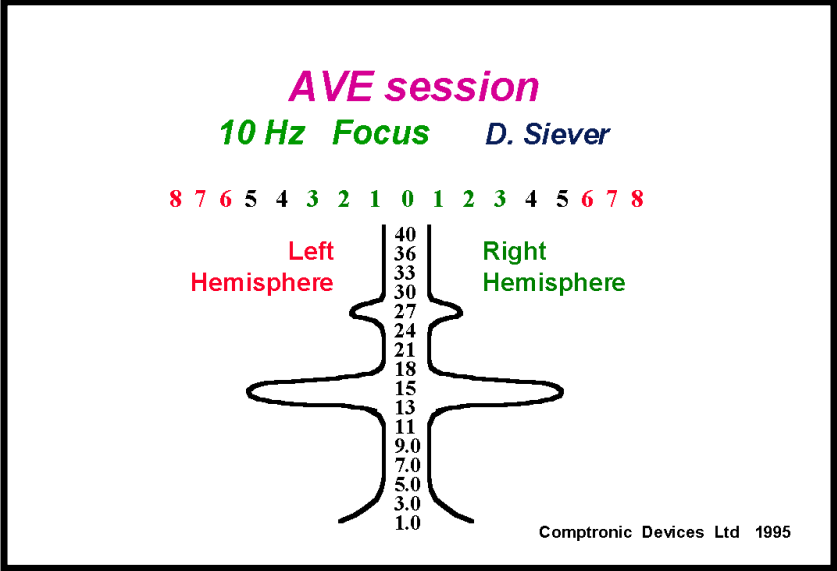 AVE session
10 Hz Focus D. Siever
8 7 6 5 4 3 2 1 0 1 2 3 4 5 6 7 8
Left
Hemisphere
Right
Hemisphere
40
36
33
30
27
24
21
18
15
13
11
9.0
7.0
5.0
3.0
1.0
Comptronic Devices Ltd 1995